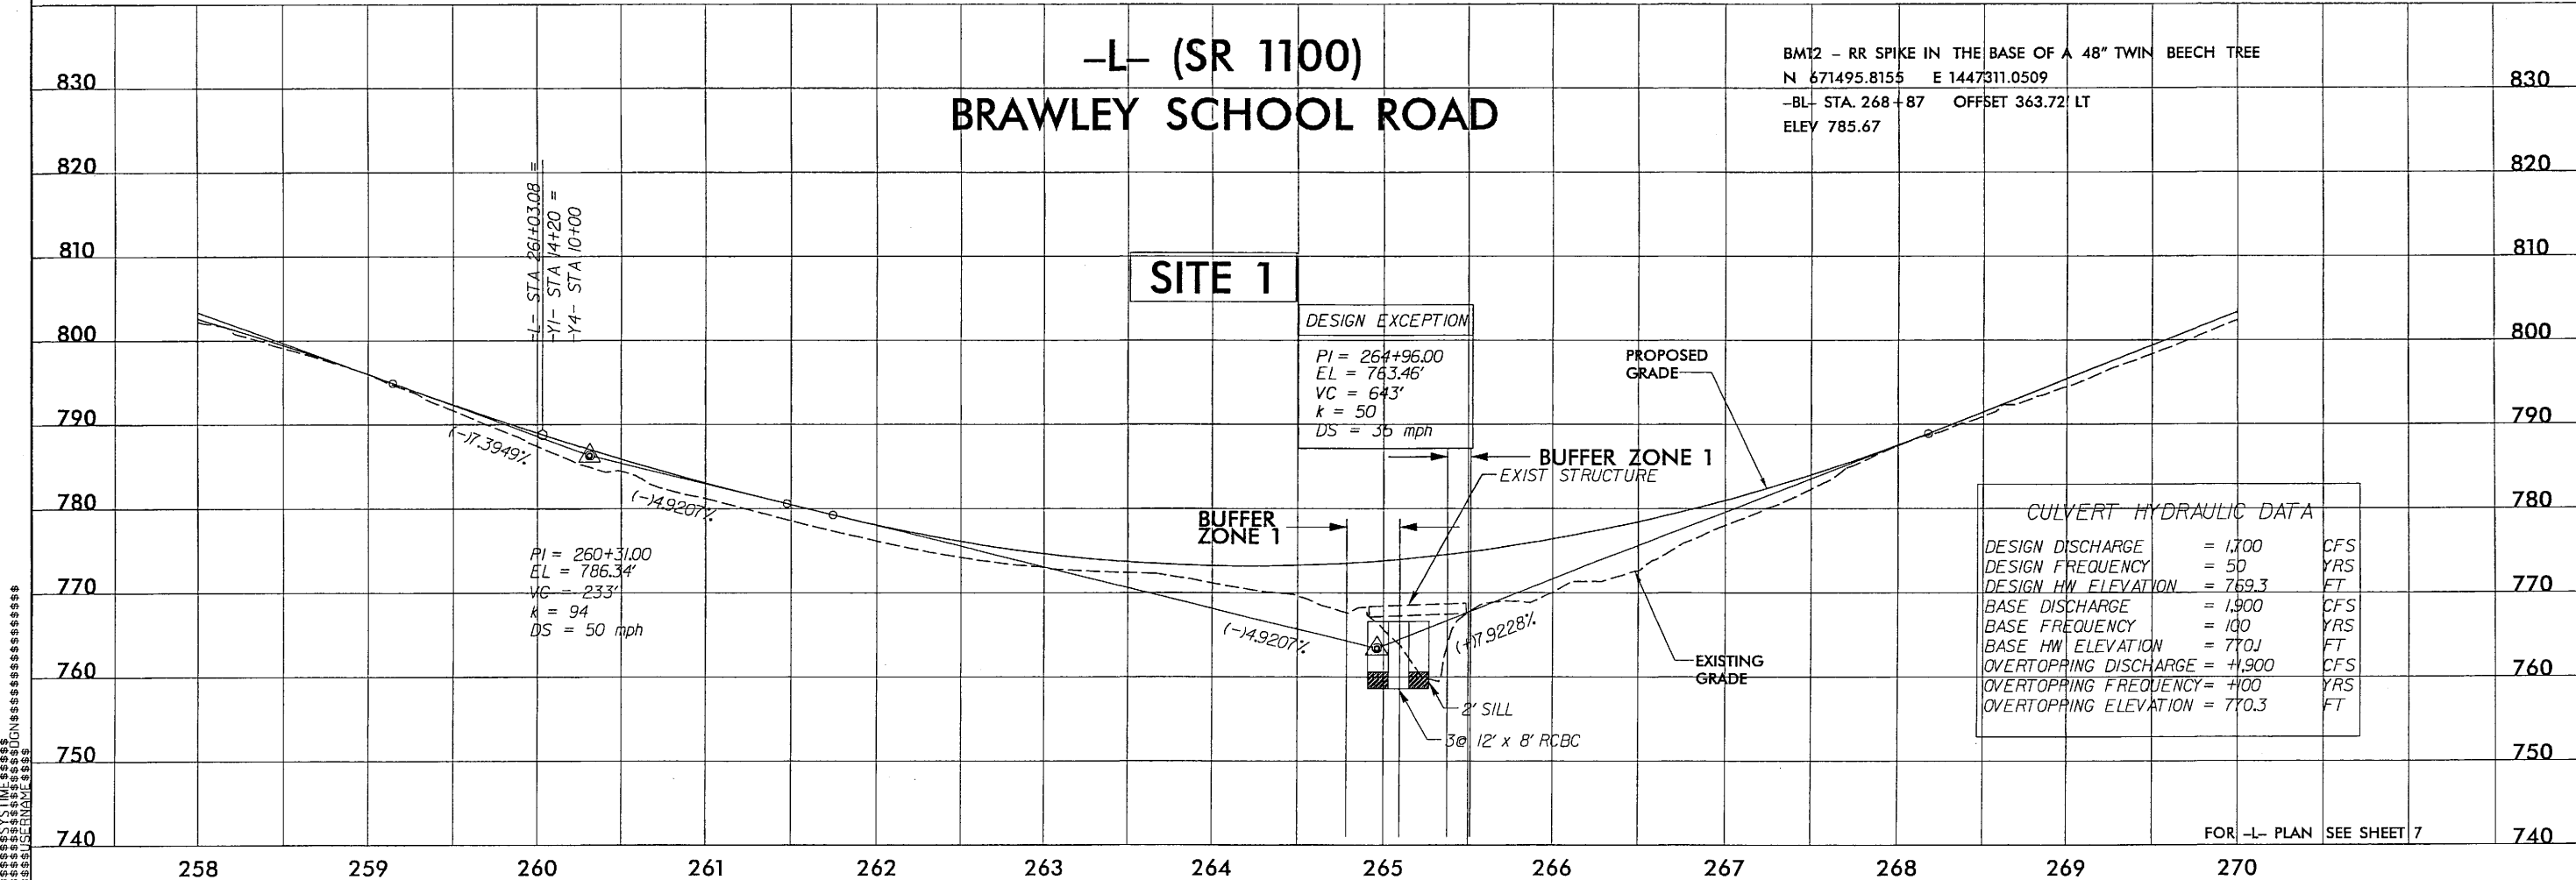 -L- (SR 1100)
BRAWLEY SCHOOL ROAD
BM12 - RR SPIKE IN THE BASE OF A 48" TWIN BEECH TREE
N 671495.8155 E 1447311.0509
-BL- STA. 268+87 OFFSET 363.72' LT
ELEV 785.67
830
830
820
820
810
810
800
800
790
790
780
780
770
770
760
760
750
750
740
740
-L- STA 261+03.08 =
-Y1- STA 14+20 =
-Y4- STA 10+00
SITE 1
DESIGN EXCEPTION
PI = 264+96.00
EL = 763.46'
VC = 643'
k = 50
DS = 35 mph
PROPOSED
GRADE
BUFFER ZONE 1
EXIST STRUCTURE
BUFFER
ZONE 1
(-)7.3949%
(-)4.9207%
PI = 260+31.00
EL = 786.34'
VC = 233'
k = 94
DS = 50 mph
(-)4.9207%
(+)7.9228%
EXISTING
GRADE
2' SILL
3@ 12' x 8' RCBC
CULVERT HYDRAULIC DATA
DESIGN DISCHARGE = 1,700 CFS
DESIGN FREQUENCY = 50 YRS
DESIGN HW ELEVATION = 769.3 FT
BASE DISCHARGE = 1,900 CFS
BASE FREQUENCY = 100 YRS
BASE HW ELEVATION = 770.1 FT
OVERTOPPING DISCHARGE = +1,900 CFS
OVERTOPPING FREQUENCY = +100 YRS
OVERTOPPING ELEVATION = 770.3 FT
FOR -L- PLAN SEE SHEET 7
258 259 260 261 262 263 264 265 266 267 268 269 270